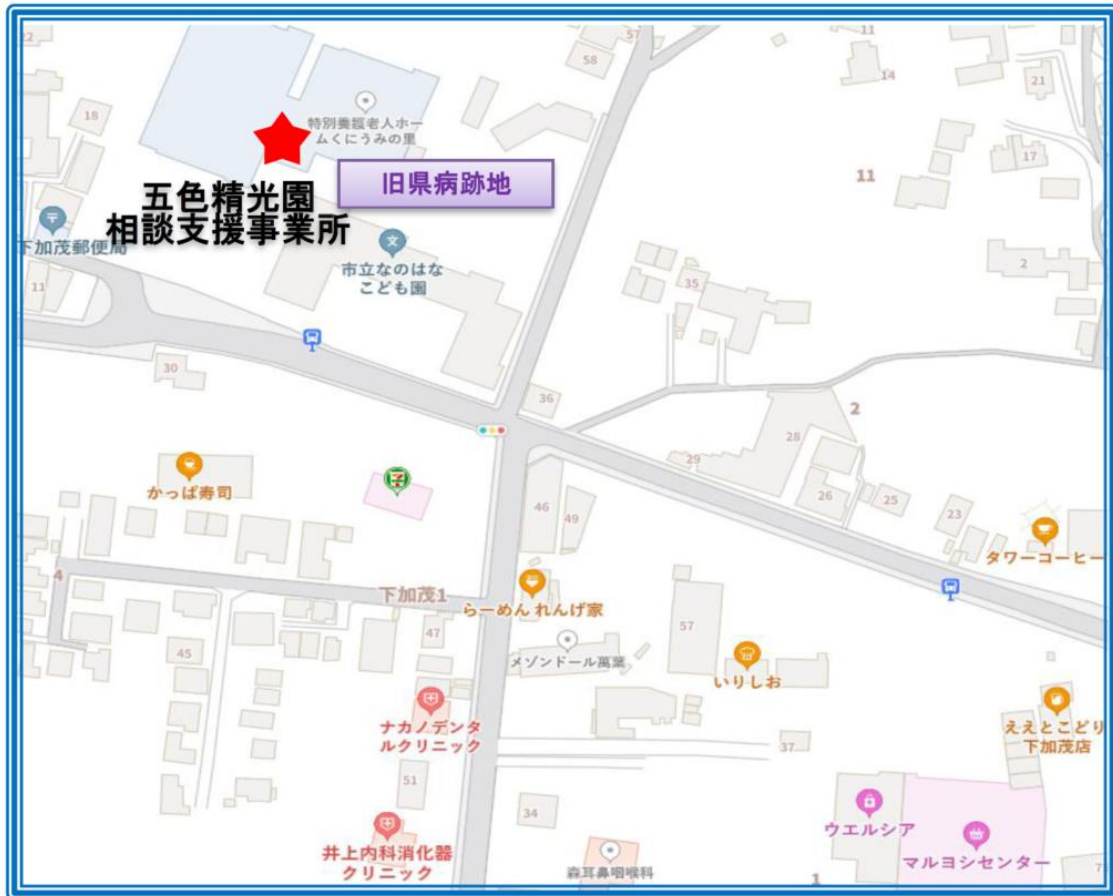 22
57
58
11
14
21
18
特別養護老人ホー
ムくにうみの里
17
旧県病跡地
11
五色精光園
相談支援事業所
下加茂郵便局
市立なのはな
こども園
2
35
11
30
36
2
28
29
かっぱ寿司
26
25
46
49
23
タワーコーヒー
4
下加茂1
らーめん れんげ家
57
47
メゾンドール萬葉
45
いりしお
ナカノデンタ
ルクリニック
ええとこどり
下加茂店
37
51
34
ウエルシア
井上内科消化器
クリニック
マルヨシセンター
森耳鼻咽喉科
1